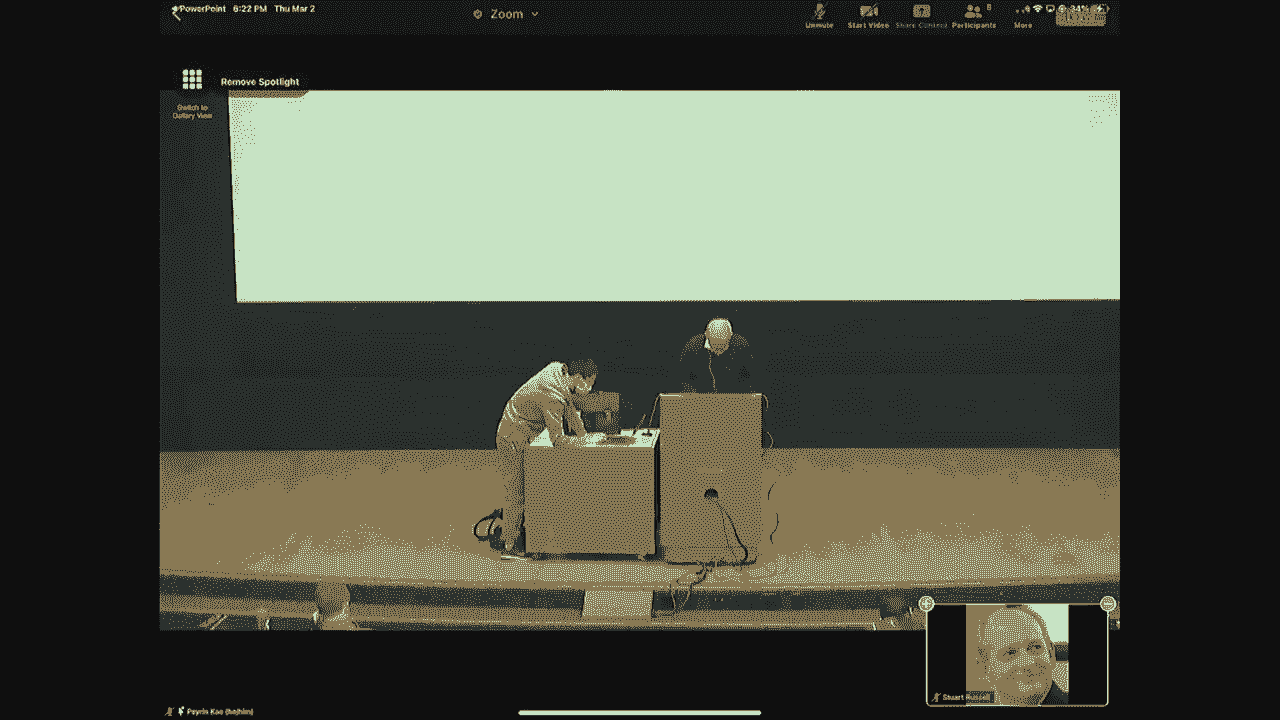 PowerPoint 6:22 PM Thu Mar 2
Zoom
34%
Unmute Start Video Share Content Participants More
8
Remove Spotlight
Switch to
Gallery View
Stuart Russell
Peyrin Kao (he/him)